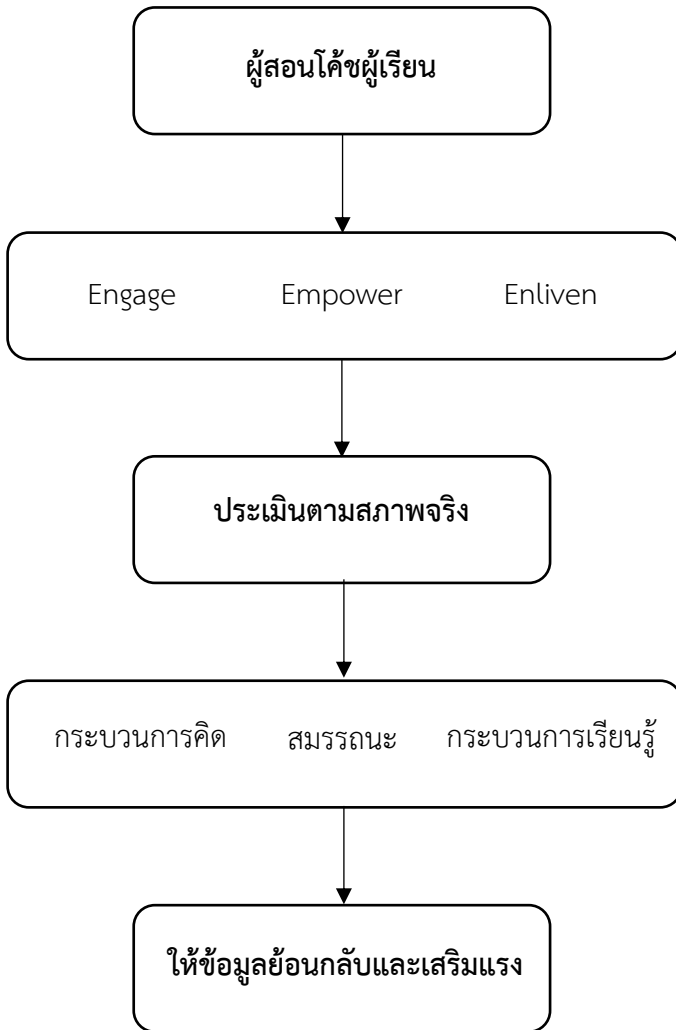 ผู้สอนโค้ชผู้เรียน
Engage Empower Enliven
ประเมินตามสภาพจริง
กระบวนการคิด สมรรถนะ กระบวนการเรียนรู้
ให้ข้อมูลย้อนกลับและเสริมแรง